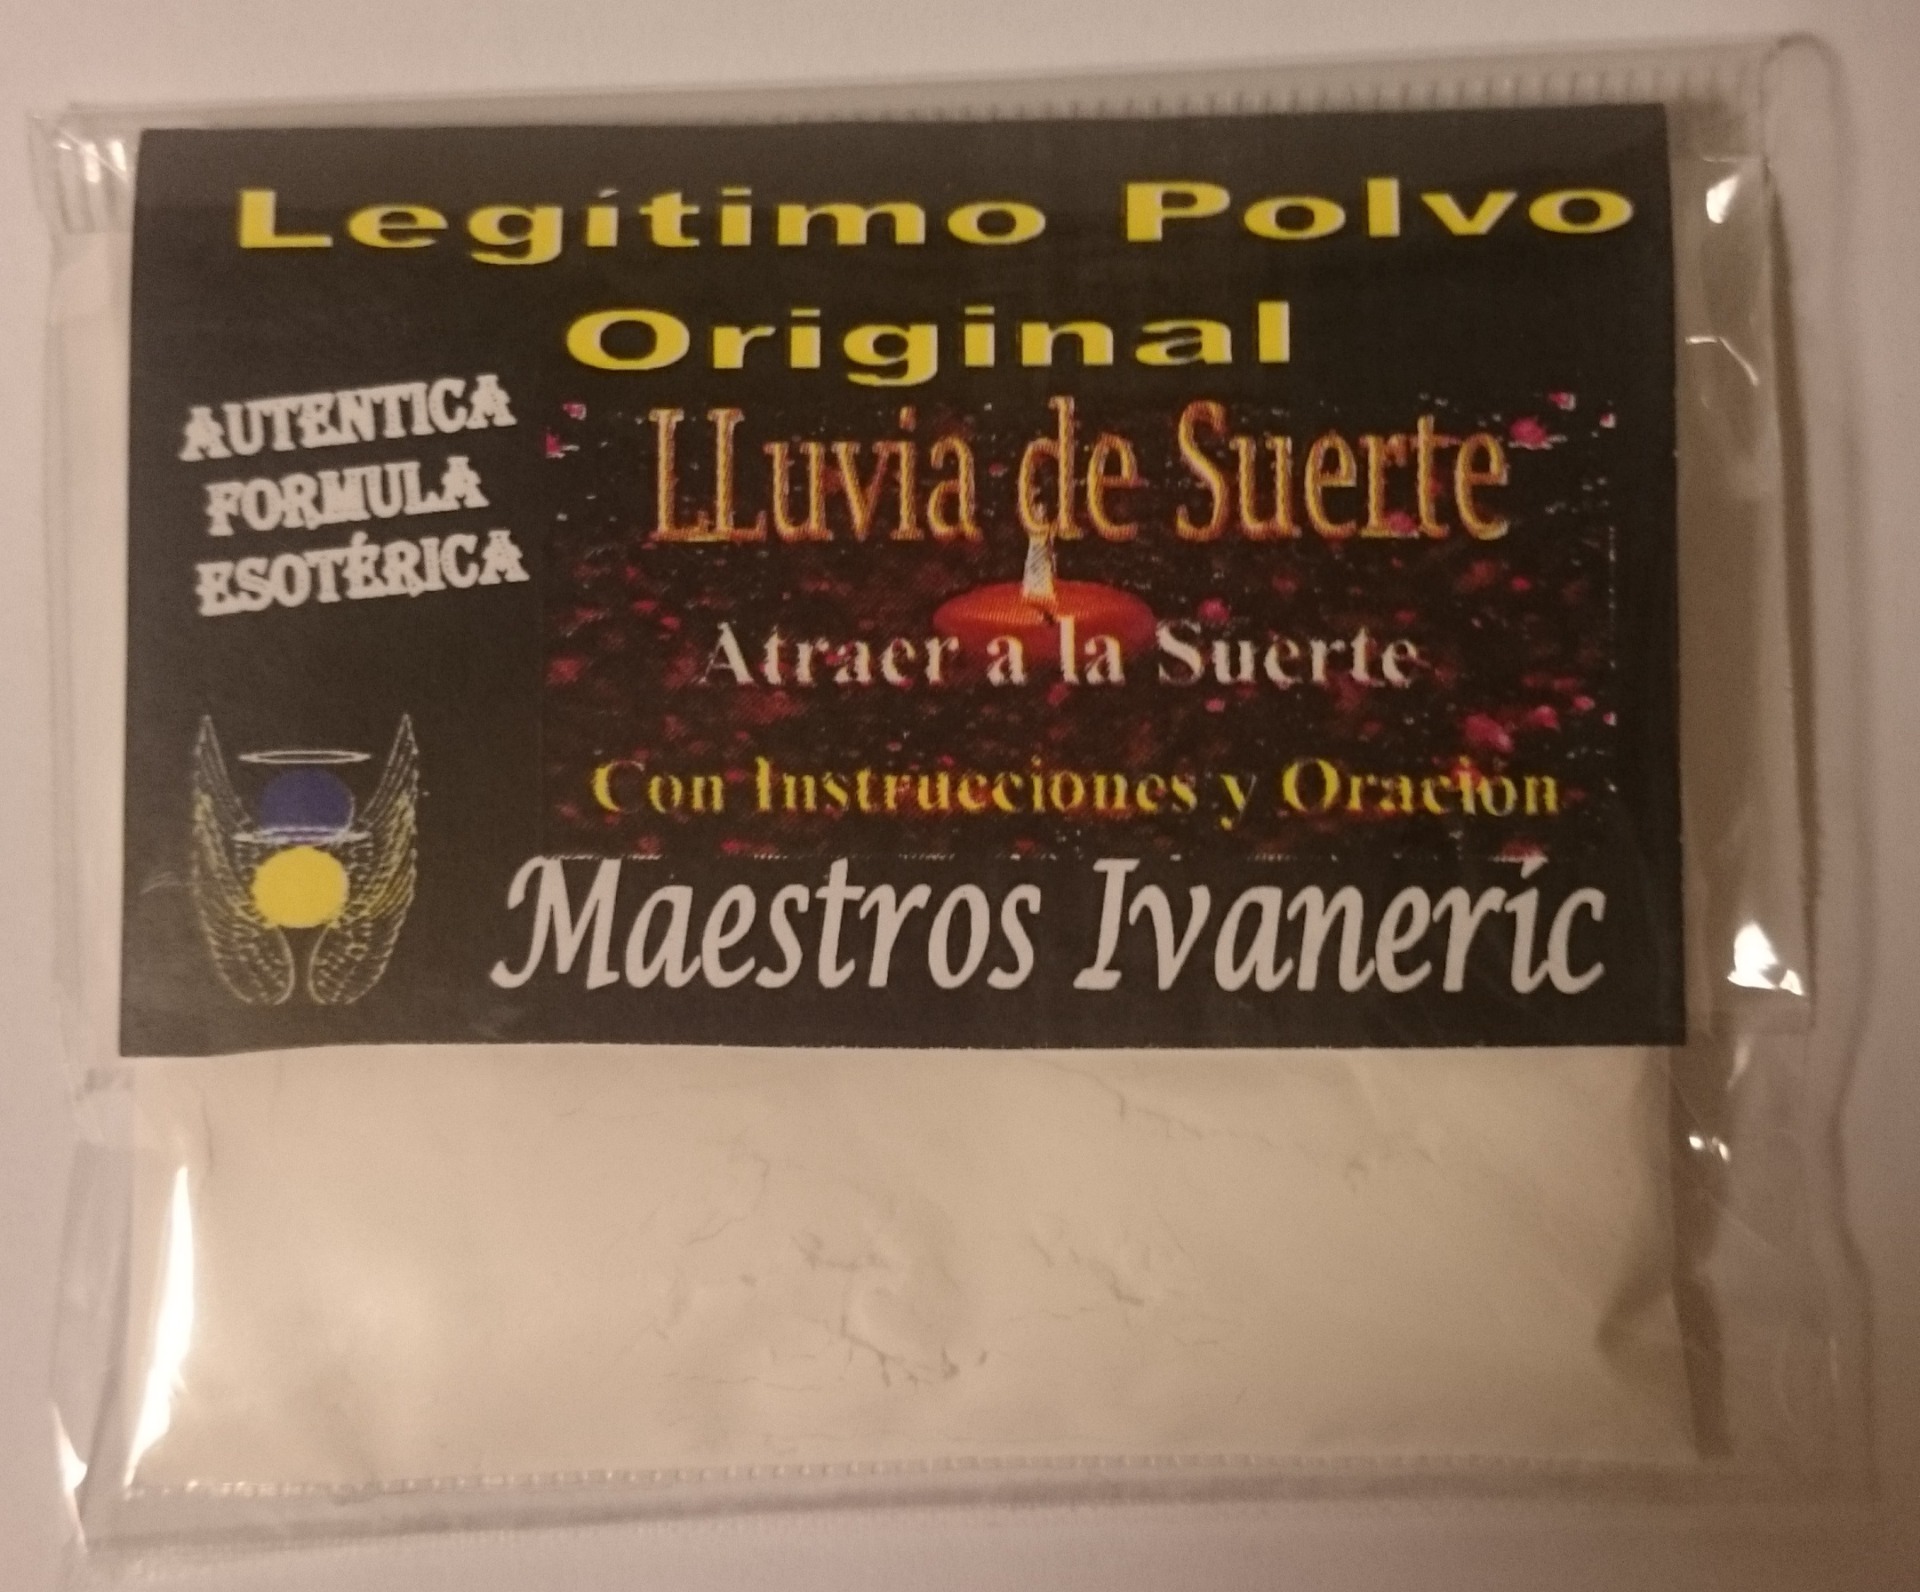 Legítimo Polvo
Original
AUTENTICA
FORMULA
ESOTÉRICA
LLuvia de Suerte
Atraer a la Suerte
Con Instrucciones y Oracion
Maestros Ivaneric